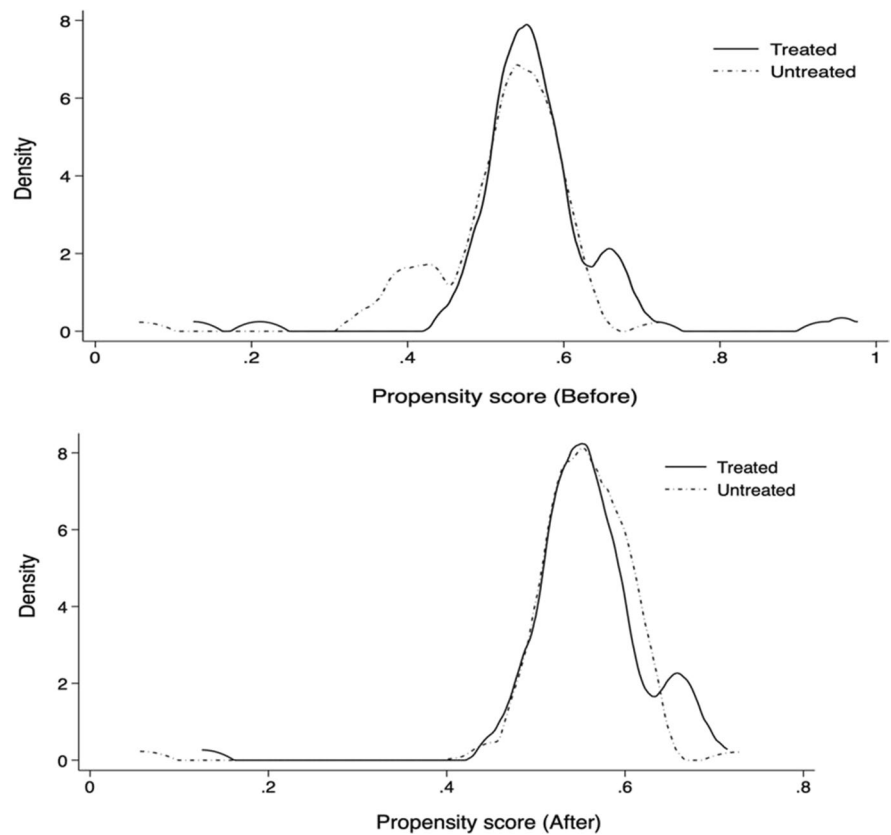 8
6
4
2
0
Density
Treated
Untreated
0
.2
.4
.6
.8
1
Propensity score (Before)
8
6
4
2
0
Density
Treated
Untreated
0
.2
.4
.6
.8
Propensity score (After)